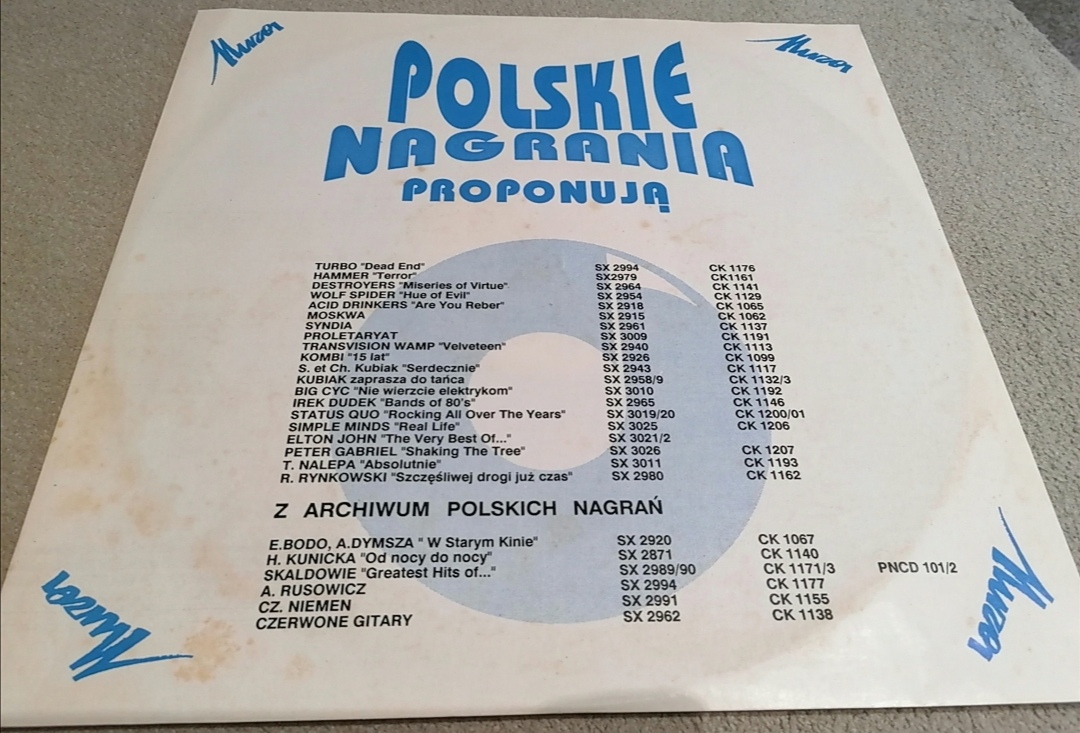 Muza
Muza
POLSKIE
NAGRANIA
PROPONUJĄ
TURBO "Dead End" SX 2994 CK 1176
HAMMER "Terror" SX2979 CK1161
DESTROYERS "Miseries of Virtue" SX 2964 CK 1141
WOLF SPIDER "Hue of Evil" SX 2954 CK 1129
ACID DRINKERS "Are You Reber" SX 2918 CK 1065
MOSKWA SX 2915 CK 1062
SYNDIA SX 2961 CK 1137
PROLETARYAT SX 3009 CK 1191
TRANSVISION WAMP "Velveteen" SX 2940 CK 1113
KOMBI "15 lat" SX 2926 CK 1099
S. et Ch. Kubiak "Serdecznie" SX 2943 CK 1117
KUBIAK zaprasza do tańca SX 2958/9 CK 1132/3
BIG CYC "Nie wierzcie elektrykom" SX 3010 CK 1192
IREK DUDEK "Bands of 80's" SX 2965 CK 1146
STATUS QUO "Rocking All Over The Years" SX 3019/20 CK 1200/01
SIMPLE MINDS "Real Life" SX 3025 CK 1206
ELTON JOHN "The Very Best Of..." SX 3021/2
PETER GABRIEL "Shaking The Tree" SX 3026 CK 1207
T. NALEPA "Absolutnie" SX 3011 CK 1193
R. RYNKOWSKI "Szczęśliwej drogi już czas" SX 2980 CK 1162
Z ARCHIWUM POLSKICH NAGRAŃ
E.BODO, A.DYMSZA " W Starym Kinie" SX 2920 CK 1067
H. KUNICKA "Od nocy do nocy" SX 2871 CK 1140
SKALDOWIE "Greatest Hits of..." SX 2989/90 CK 1171/3 PNCD 101/2
A. RUSOWICZ SX 2994 CK 1177
CZ. NIEMEN SX 2991 CK 1155
CZERWONE GITARY SX 2962 CK 1138
Muza
Muza